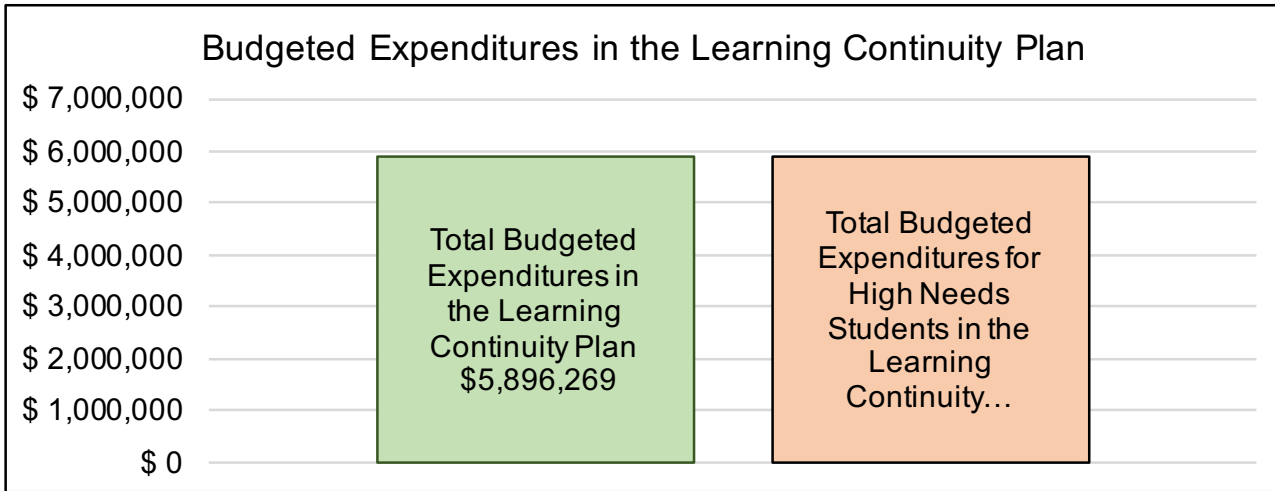 Budgeted Expenditures in the Learning Continuity Plan
$ 7,000,000
$ 6,000,000
$ 5,000,000
$ 4,000,000
$ 3,000,000
$ 2,000,000
$ 1,000,000
$ 0
Total Budgeted
Expenditures in
the Learning
Continuity Plan
$5,896,269
Total Budgeted
Expenditures for
High Needs
Students in the
Learning
Continuity…